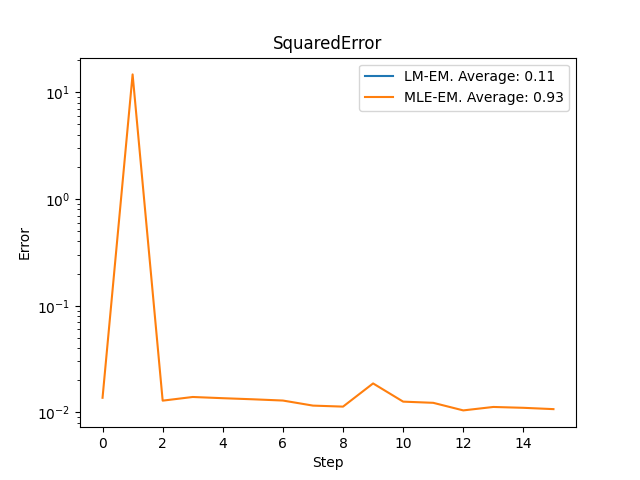 SquaredError
LM-EM. Average: 0.11
MLE-EM. Average: 0.93
10¹
10⁰
10⁻¹
10⁻²
Error
0 2 4 6 8 10 12 14
Step